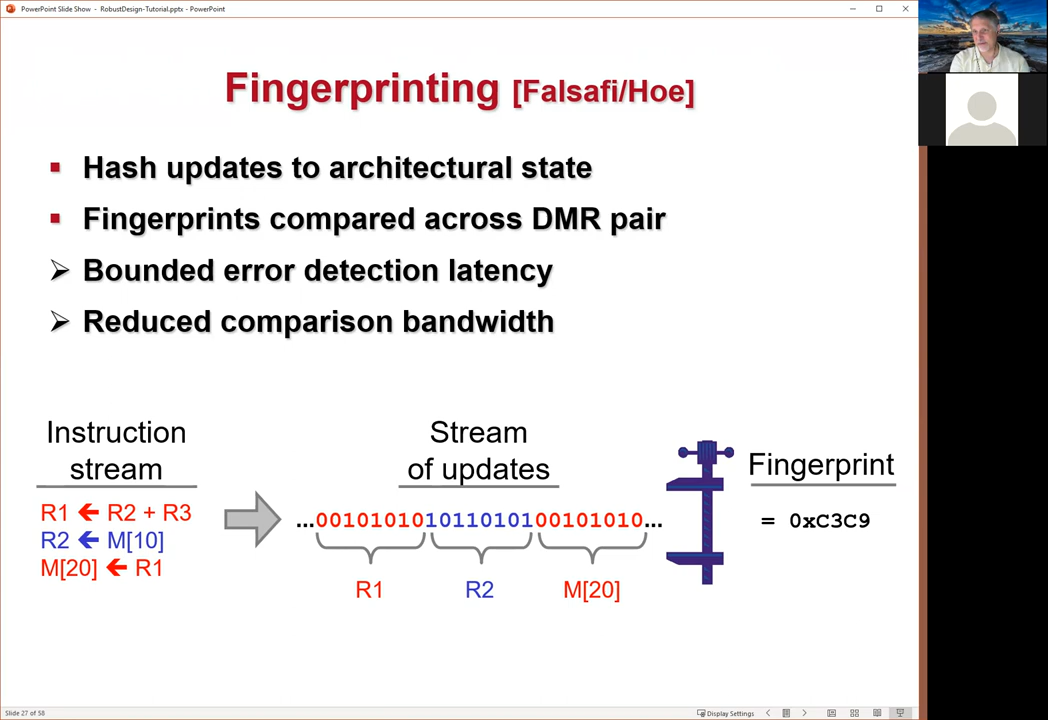 PowerPoint Slide Show - RobustDesign-Tutorial.pptx - PowerPoint
Fingerprinting [Falsafi/Hoe]
▪ Hash updates to architectural state
▪ Fingerprints compared across DMR pair
➢ Bounded error detection latency
➢ Reduced comparison bandwidth
Instruction
stream
R1 🡸 R2 + R3
R2 🡸 M[10]
M[20] 🡸 R1
Stream
of updates
...001010101011010100101010...
R1 R2 M[20]
Fingerprint
= 0xC3C9
Slide 27 of 58
Display Settings